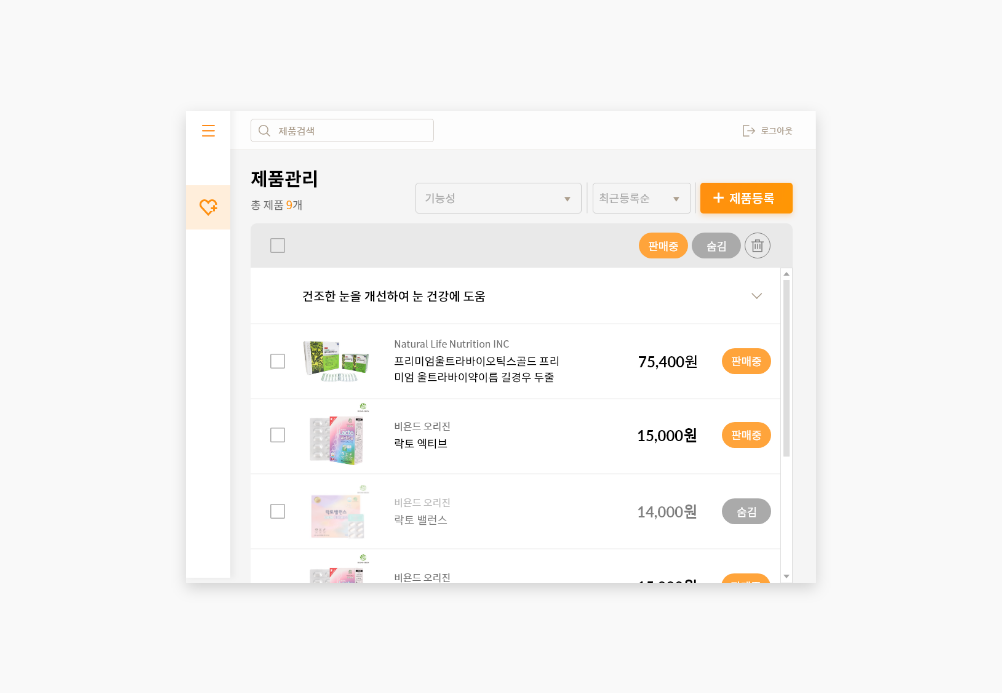 제품검색
로그아웃
제품관리
총 제품 9개
기능성
최근등록순
+ 제품등록
판매중
숨김
건조한 눈을 개선하여 눈 건강에 도움
Natural Life Nutrition INC
프리미엄울트라바이오틱스골드 프리
미엄 울트라바이약이름 길경우 두줄
75,400원
판매중
비욘드 오리진
락토 엑티브
15,000원
판매중
비욘드 오리진
락토 밸런스
14,000원
숨김
비욘드 오리진